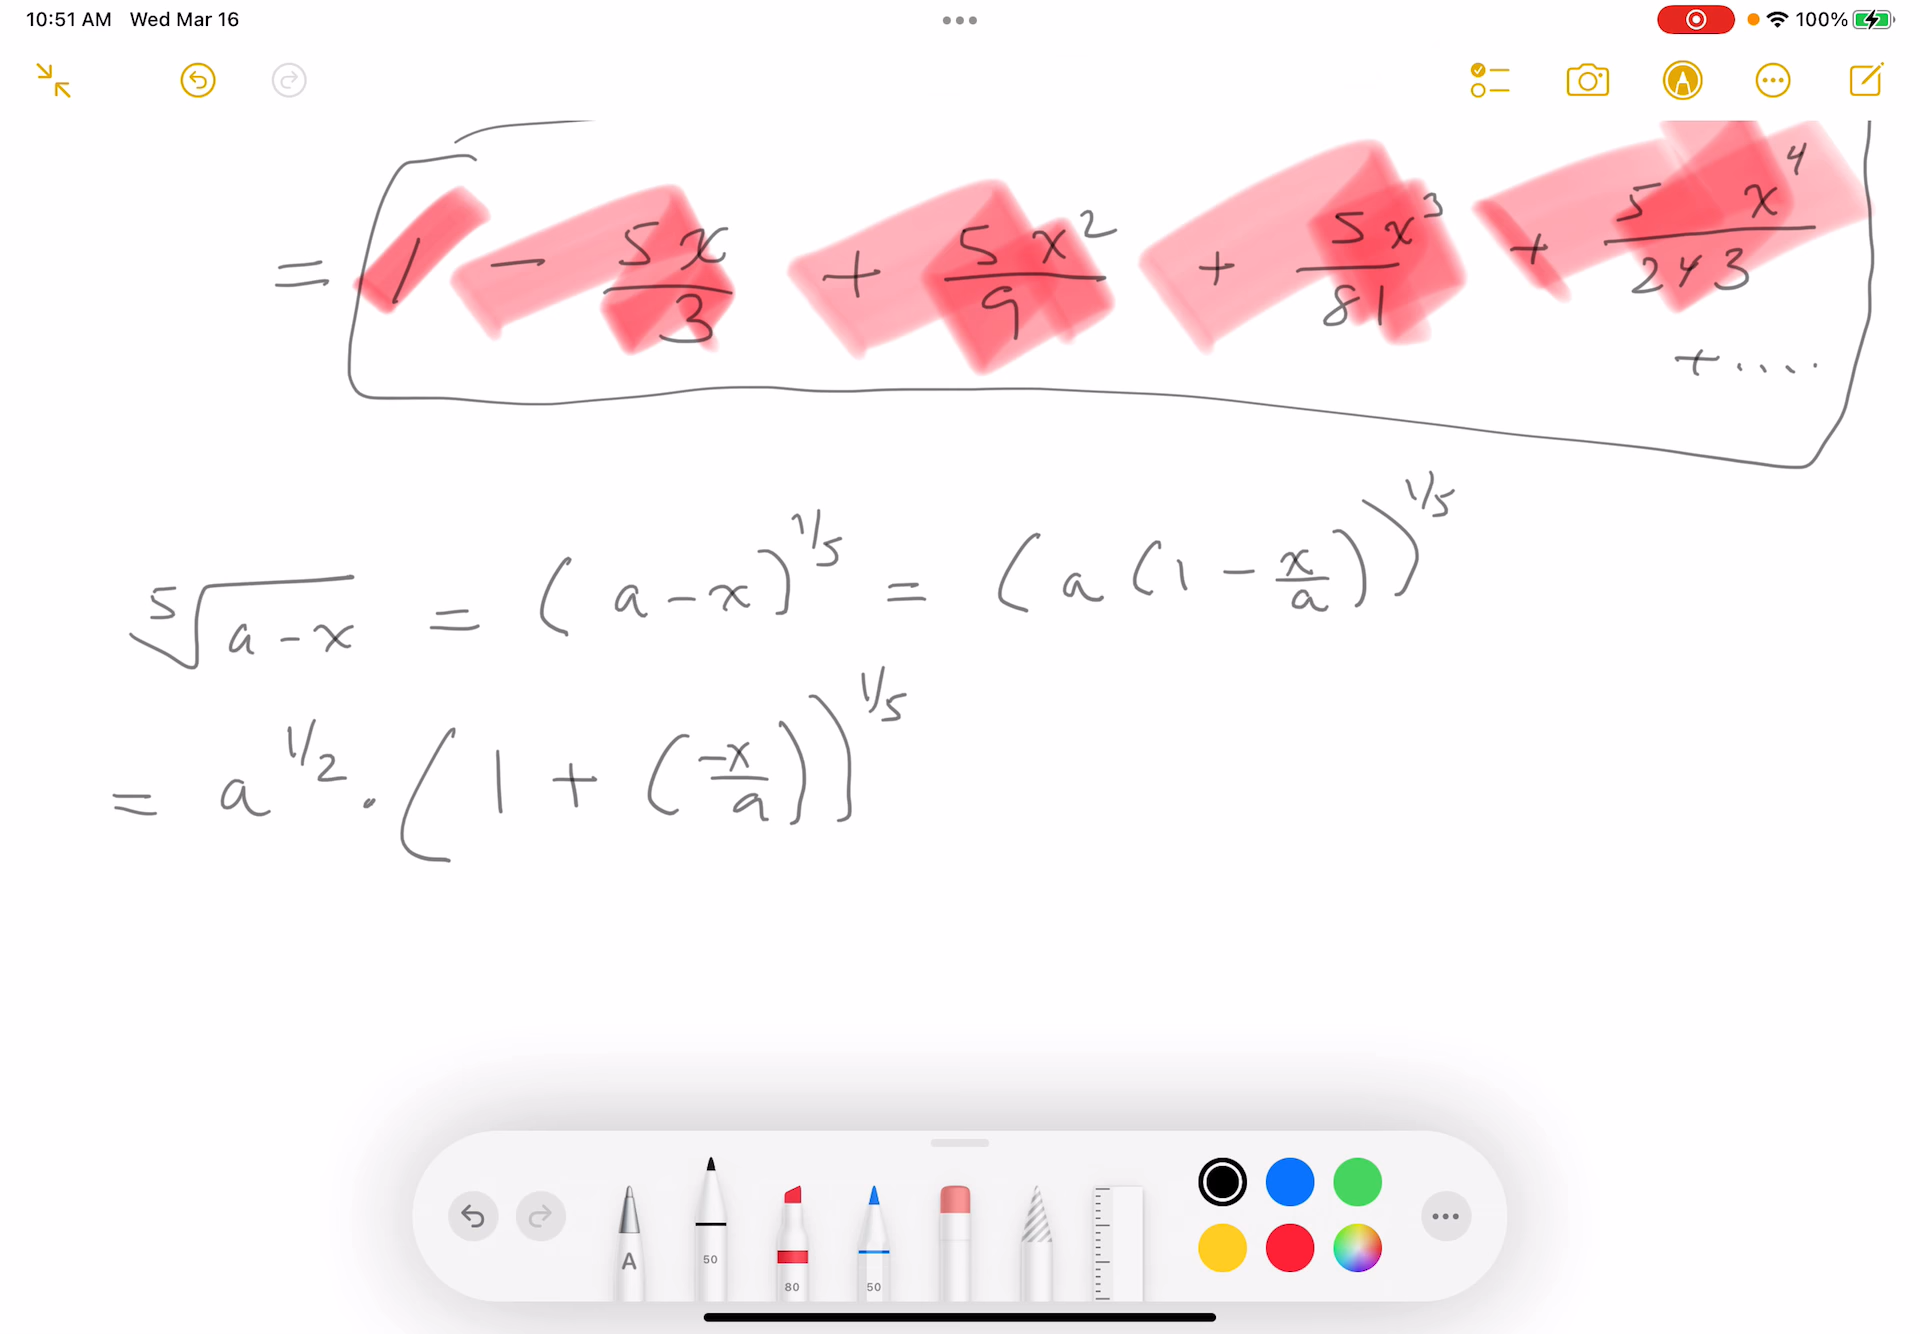 10:51 AM Wed Mar 16 100%
= 1 - 5x/3 + 5x²/9 + 5x³/81 + 5x⁴/243
+ ....
⁵√(a-x) = (a-x)^1/5 = (a(1 - x/a))^1/5
= a^1/2 · (1 + (-x/a))^1/5
A 50 80 50